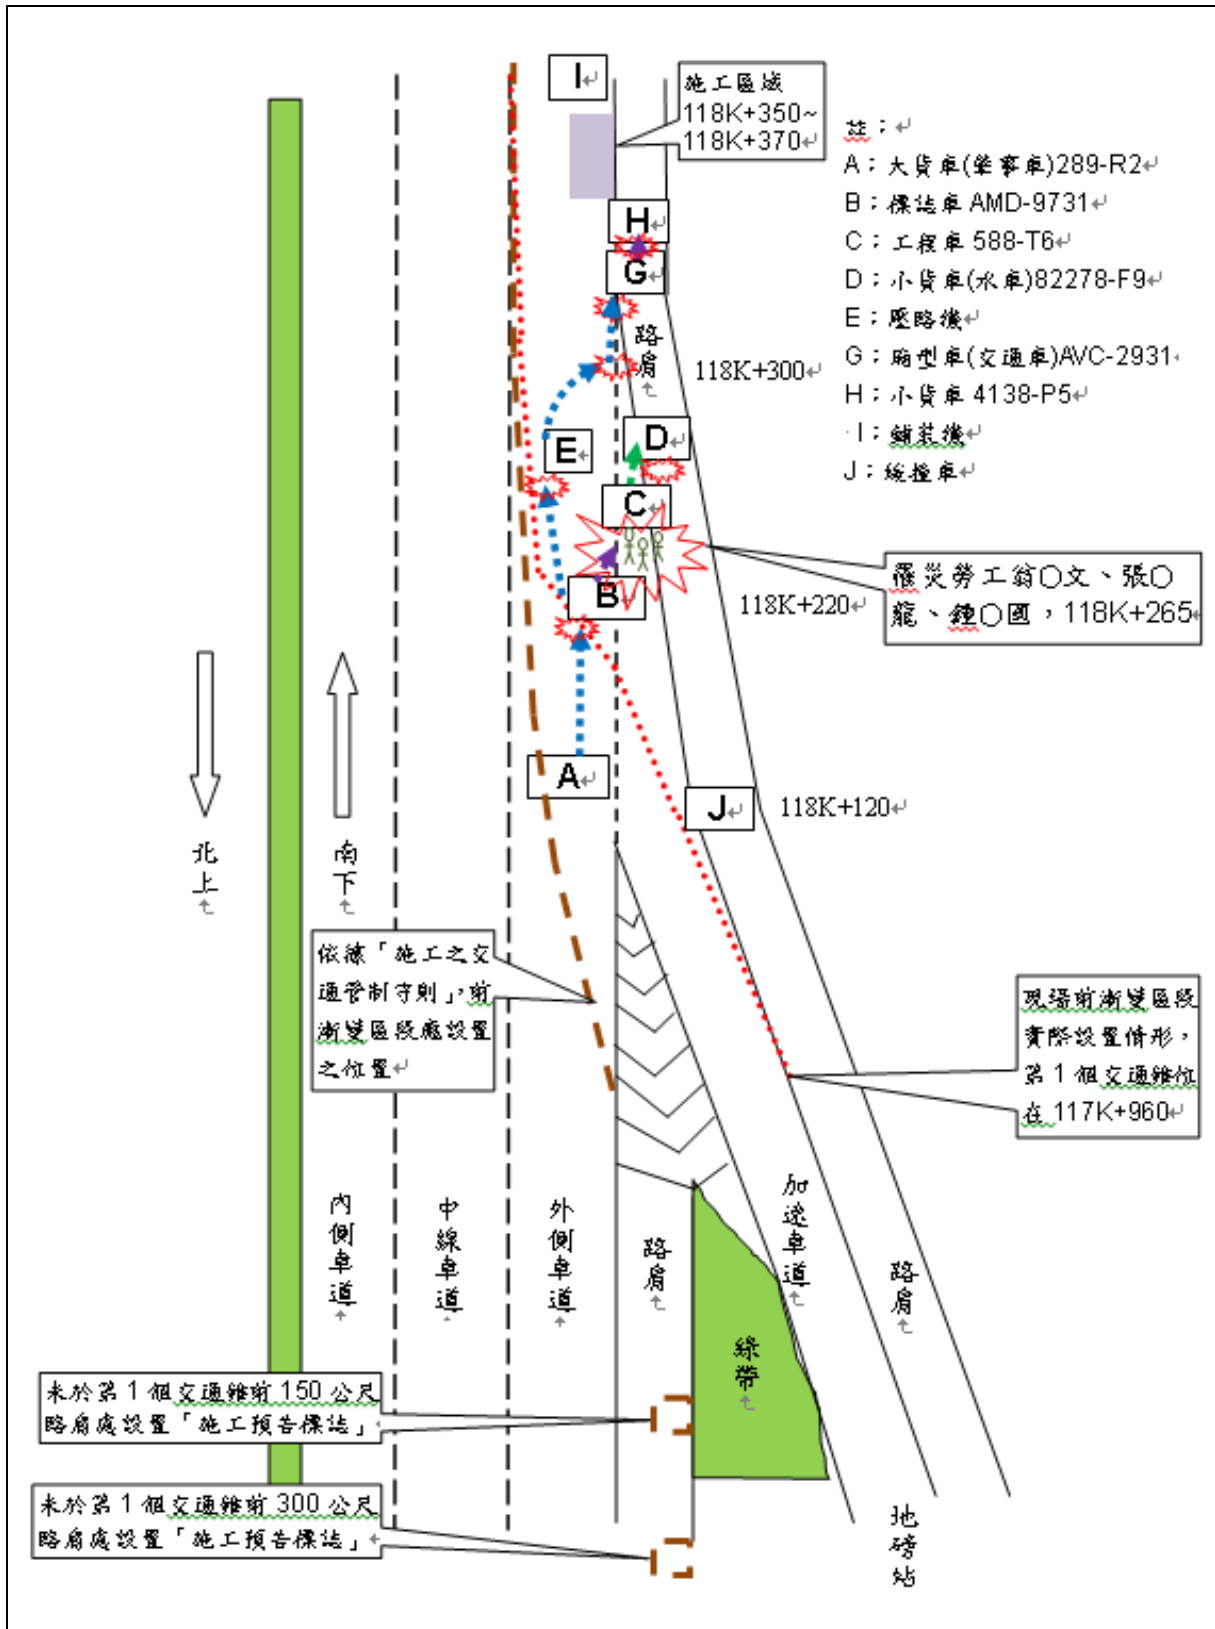 I
施工區域
118K+350~
118K+370
註：
A：大貨車(肇事車)289-R2
B：標誌車 AMD-9731
C：工程車 588-T6
D：小貨車(水車)82278-F9
E：壓路機
G：廂型車(交通車)AVC-2931
H：小貨車 4138-P5
I：鋪裝機
J：緩撞車
H
G
路肩
118K+300
E
D
C
B
118K+220
罹災勞工翁○文、張○
龍、鍾○國，118K+265
A
J
118K+120
北上
南下
依據「施工之交
通管制守則」，前
漸變區段應設置
之位置
現場前漸變區段
實際設置情形，
第 1 個交通錐位
在 117K+960
內側車道
中線車道
外側車道
路肩
加速車道
路肩
綠帶
未於第 1 個交通錐前 150 公尺
路肩處設置「施工預告標誌」
未於第 1 個交通錐前 300 公尺
路肩處設置「施工預告標誌」
地磅站